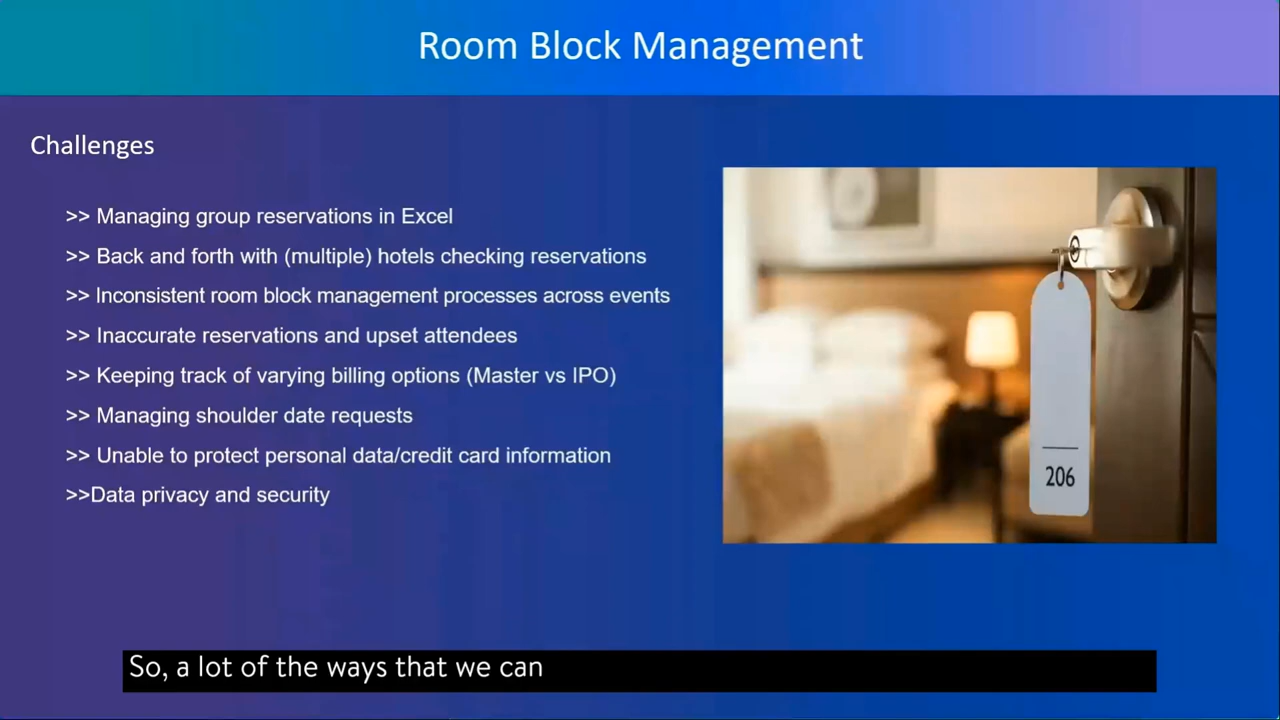 Room Block Management
Challenges
>> Managing group reservations in Excel
>> Back and forth with (multiple) hotels checking reservations
>> Inconsistent room block management processes across events
>> Inaccurate reservations and upset attendees
>> Keeping track of varying billing options (Master vs IPO)
>> Managing shoulder date requests
>> Unable to protect personal data/credit card information
>>Data privacy and security
206
So, a lot of the ways that we can